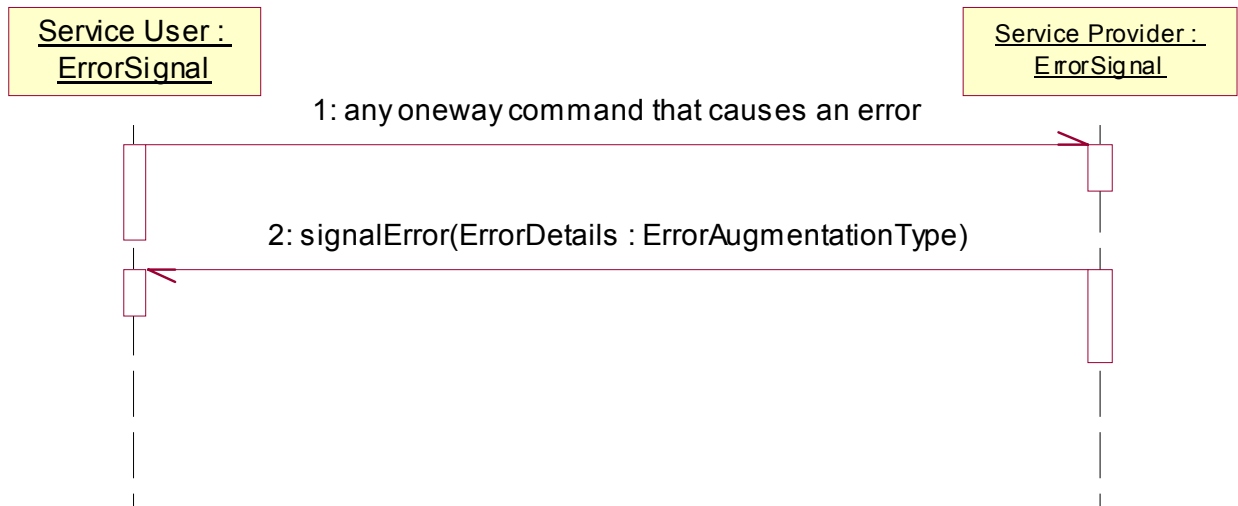 Service User :
ErrorSignal
Service Provider :
ErrorSignal
1: any oneway command that causes an error
2: signalError(ErrorDetails : ErrorAugmentationType)